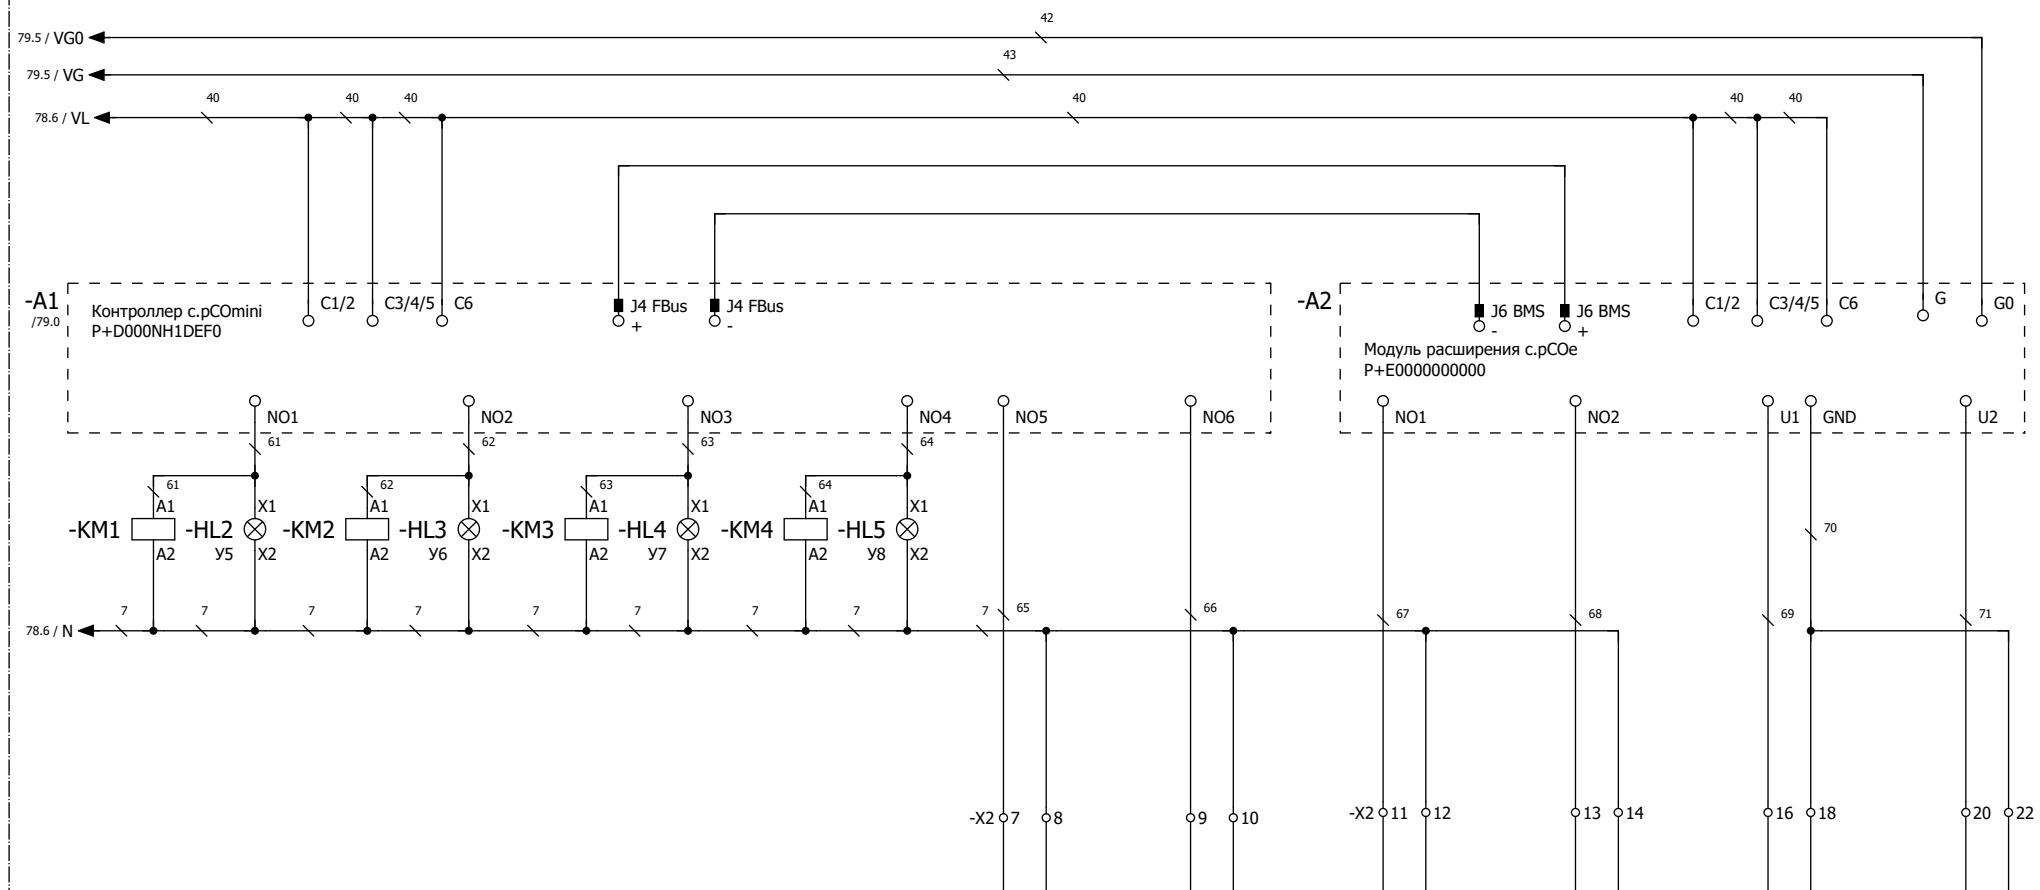 42
79.5 / VG0
43
79.5 / VG
40 40 40 40 40 40
78.6 / VL
-A1
/79.0
Контроллер c.pCOmini
P+D000NH1DEF0
C1/2 C3/4/5 C6
J4 FBus
+
J4 FBus
-
-A2
J6 BMS
-
J6 BMS
+
C1/2 C3/4/5 C6 G G0
Модуль расширения c.pCOe
P+E0000000000
NO1 NO2 NO3 NO4 NO5 NO6 NO1 NO2 U1 GND U2
61 62 63 64
61 62 63 64
A1 X1 A1 X1 A1 X1 A1 X1
-KM1 -HL2 -KM2 -HL3 -KM3 -HL4 -KM4 -HL5
70
A2 У5 X2 A2 У6 X2 A2 У7 X2 A2 У8 X2
7 7 7 7 7 7 7 7 7 65 66 67 68 69 71
78.6 / N
-X2 7 8 9 10 -X2 11 12 13 14 16 18 20 22